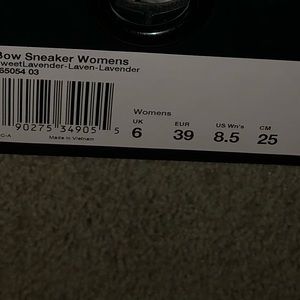 Bow Sneaker Womens
weetLavender-Laven-Lavender
65054 03
Womens
UK EUR US Wn's CM
6 39 8.5 25
90275 34905 5
Made in Vietnam